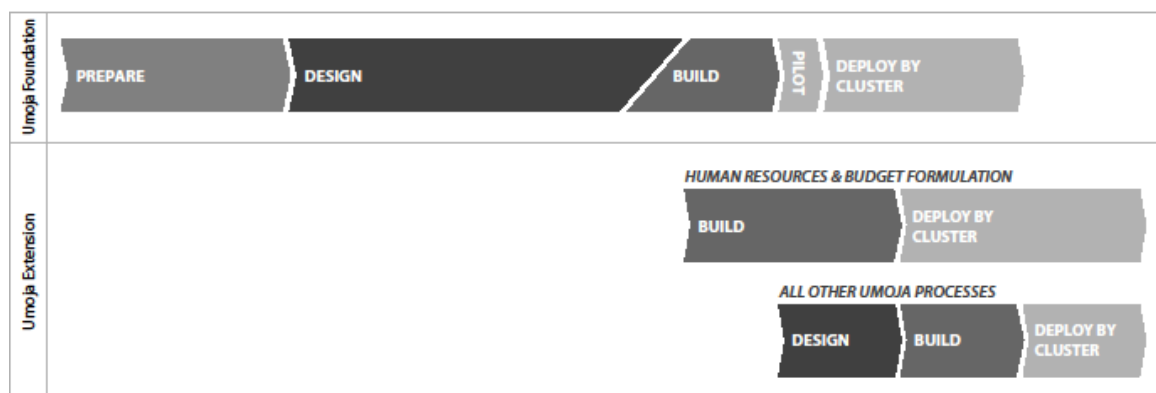 Umoja Foundation
PREPARE
DESIGN
BUILD
PILOT
DEPLOY BY
CLUSTER
Umoja Extension
HUMAN RESOURCES & BUDGET FORMULATION
BUILD
DEPLOY BY
CLUSTER
ALL OTHER UMOJA PROCESSES
DESIGN
BUILD
DEPLOY BY
CLUSTER